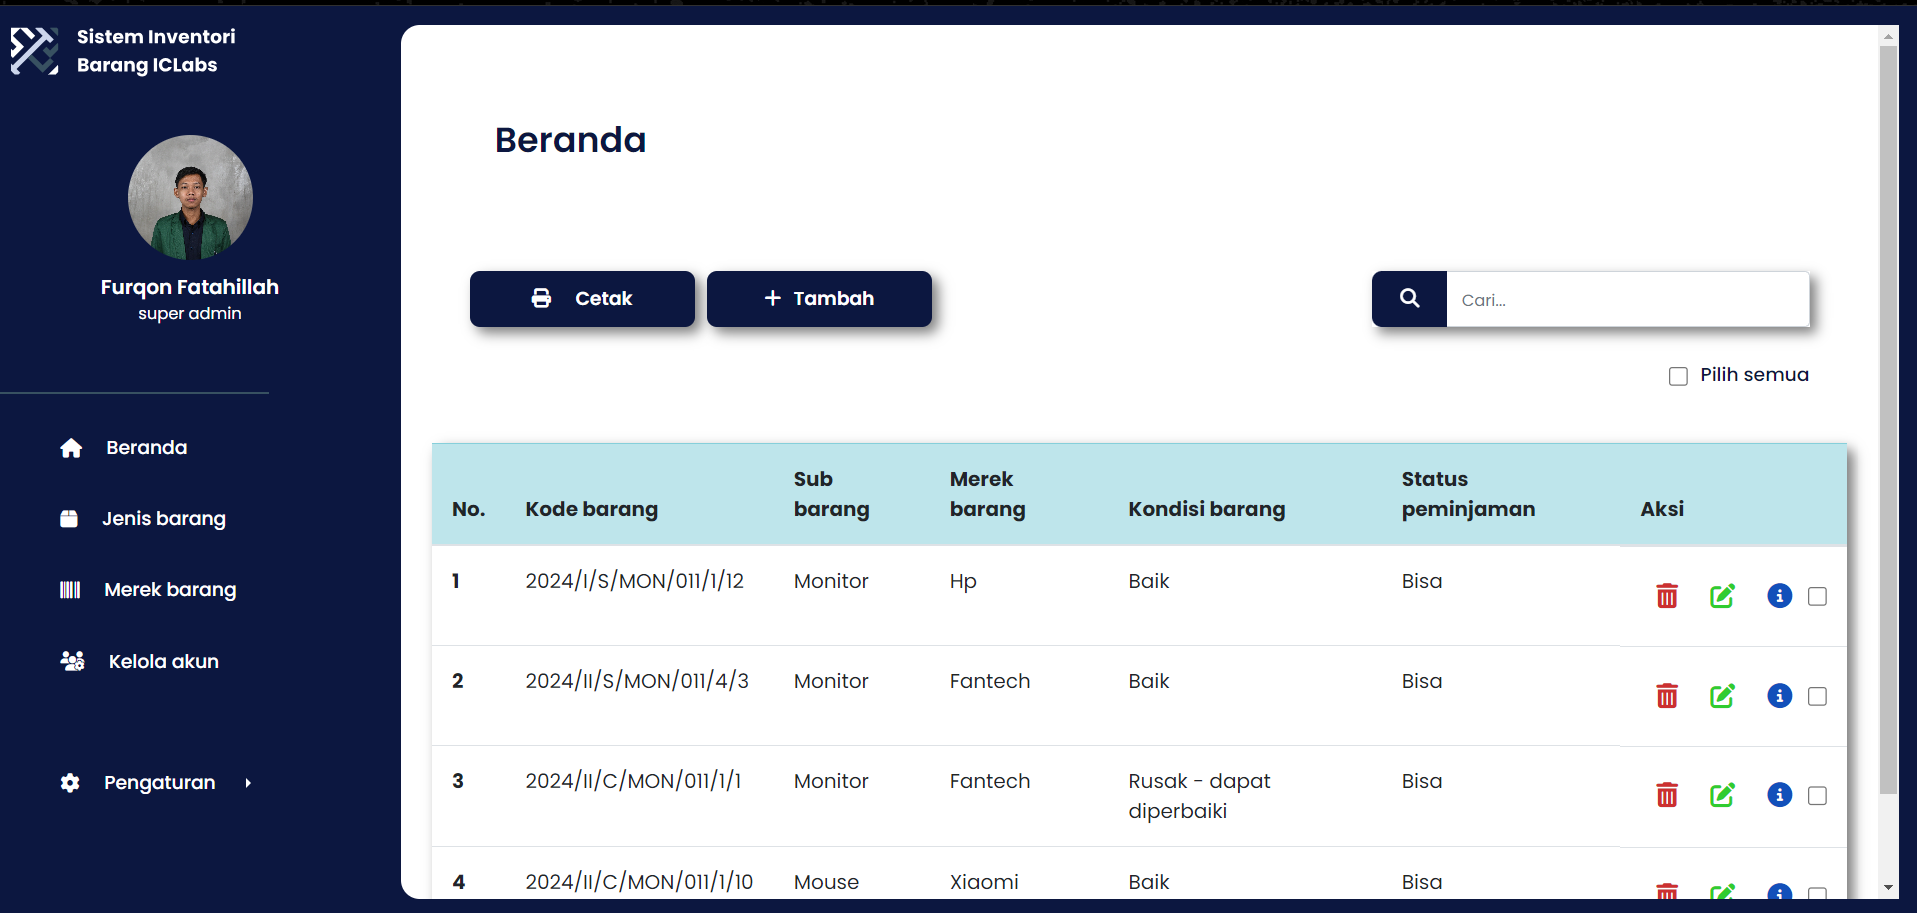 Sistem Inventori
Barang ICLabs
Furqon Fatahillah
super admin
Beranda
Jenis barang
Merek barang
Kelola akun
Pengaturan
Beranda
Cetak
Tambah
Cari...
Pilih semua
No. Kode barang Sub barang Merek barang Kondisi barang Status peminjaman Aksi
1 2024/I/S/MON/011/1/12 Monitor Hp Baik Bisa
2 2024/II/S/MON/011/4/3 Monitor Fantech Baik Bisa
3 2024/II/C/MON/011/1/1 Monitor Fantech Rusak - dapat diperbaiki Bisa
4 2024/II/C/MON/011/1/10 Mouse Xiaomi Baik Bisa